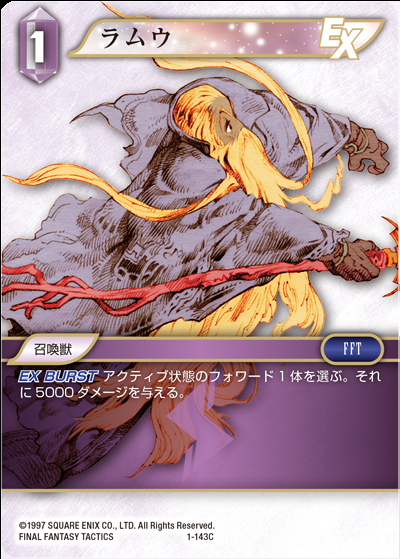 1
ラムウ
EX
召喚獣
FFT
EX BURST アクティブ状態のフォワード1体を選ぶ。それ
に5000ダメージを与える。
©1997 SQUARE ENIX CO., LTD. All Rights Reserved.
FINAL FANTASY TACTICS 1-143C